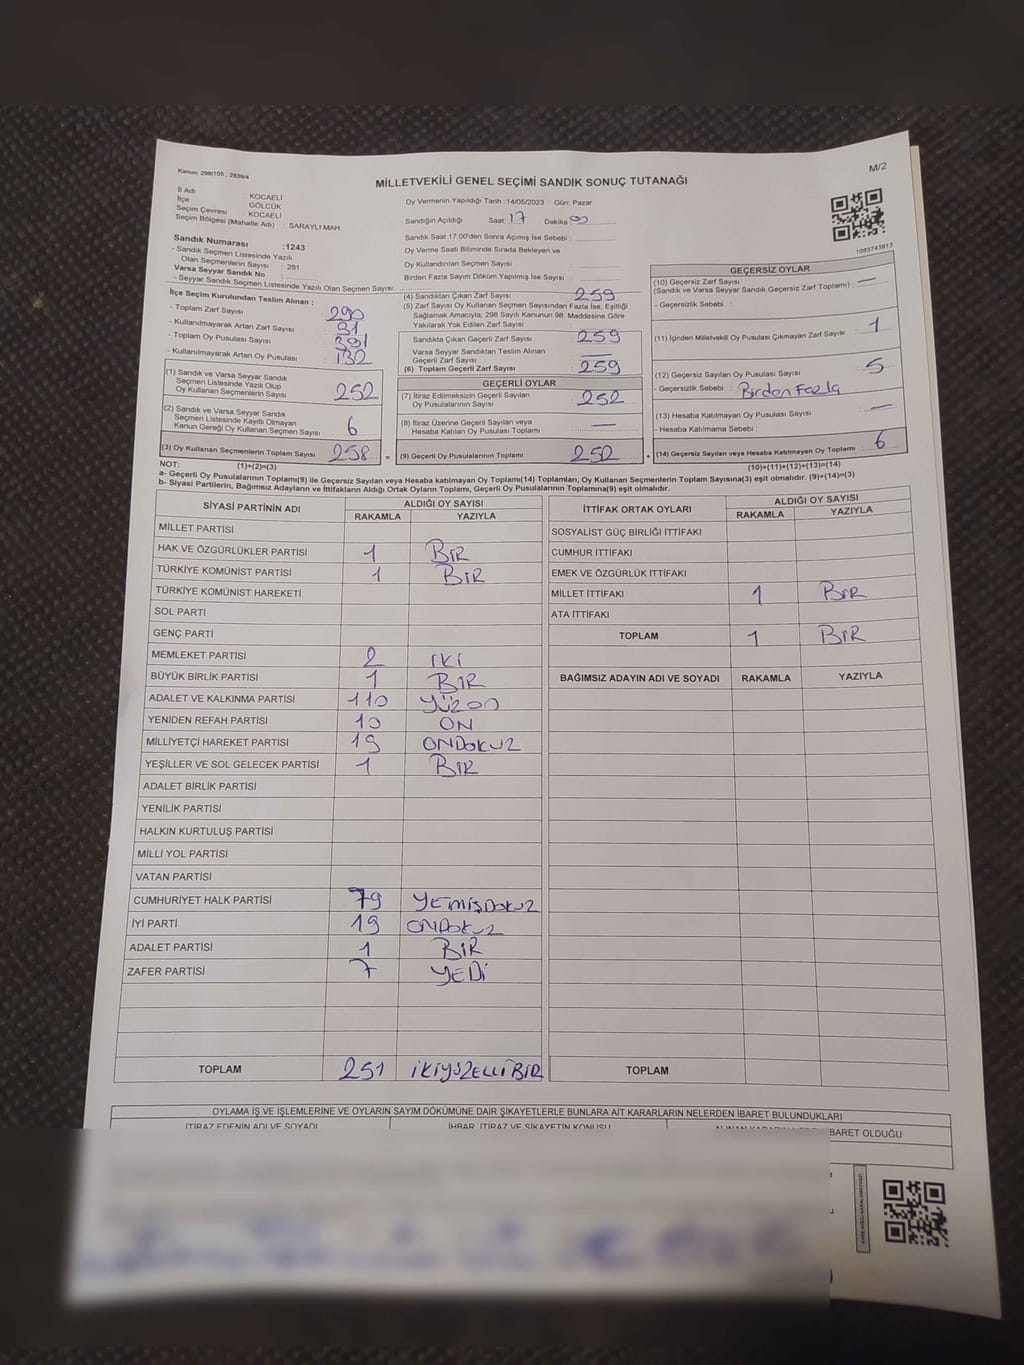 Kanun; 298/105 , 2839/4
M/2
MİLLETVEKİLİ GENEL SEÇİMİ SANDIK SONUÇ TUTANAĞI
İl Adı : KOCAELİ
İlçe : GÖLCÜK
Seçim Çevresi : KOCAELİ
Seçim Bölgesi (Mahalle Adı) : SARAYLI MAH
Sandık Numarası :1243
- Sandık Seçmen Listesinde Yazılı
Olan Seçmenlerin Sayısı : 281
Varsa Seyyar Sandık No :
- Seyyar Sandık Seçmen Listesinde Yazılı Olan Seçmen Sayısı:
İlçe Seçim Kurulundan Teslim Alınan ;
- Toplam Zarf Sayısı 290
- Kullanılmayarak Artan Zarf Sayısı 31
- Toplam Oy Pusulası Sayısı 391
- Kullanılmayarak Artan Oy Pusulası 132
(1) Sandık ve Varsa Seyyar Sandık
Seçmen Listesinde Yazılı Olup
Oy Kullanan Seçmenlerin Sayısı 252
(2) Sandık ve Varsa Seyyar Sandık
Seçmen Listesinde Kayıtlı Olmayan
Kanun Gereği Oy Kullanan Seçmen Sayısı 6
(3) Oy Kullanan Seçmenlerin Toplam Sayısı 258 =
Oy Vermenin Yapıldığı Tarih :14/05/2023 Gün: Pazar
Sandığın Açıldığı Saat: 17 Dakika 00
Sandık Saat 17:00'den Sonra Açılmış İse Sebebi :
Oy Verme Saati Bitiminde Sırada Bekleyen ve
Oy Kullandırılan Seçmen Sayısı :
Birden Fazla Sayım Döküm Yapılmış İse Sayısı :
(4) Sandıktan Çıkan Zarf Sayısı : 259
(5) Zarf Sayısı Oy Kullanan Seçmen Sayısından Fazla İse, Eşitliği
Sağlamak Amacıyla; 298 Sayılı Kanunun 98. Maddesine Göre
Yakılarak Yok Edilen Zarf Sayısı :
Sandıkta Çıkan Geçerli Zarf Sayısı : 259
Varsa Seyyar Sandıktan Teslim Alınan
Geçerli Zarf Sayısı : —
(6) Toplam Geçerli Zarf Sayısı : 259
GEÇERLİ OYLAR
(7) İtiraz Edilmeksizin Geçerli Sayılan
Oy Pusulalarının Sayısı : 252
(8) İtiraz Üzerine Geçerli Sayılan veya
Hesaba Katılan Oy Pusulası Toplamı : —
(9) Geçerli Oy Pusulalarının Toplamı 252 +
1083743913
GEÇERSİZ OYLAR
(10) Geçersiz Zarf Sayısı
(Sandık ve Varsa Seyyar Sandık Geçersiz Zarf Toplamı) : —
- Geçersizlik Sebebi :
(11) İçinden Milletvekili Oy Pusulası Çıkmayan Zarf Sayısı : 1
(12) Geçersiz Sayılan Oy Pusulası Sayısı : 5
- Geçersizlik Sebebi : Birden Fazla
(13) Hesaba Katılmayan Oy Pusulası Sayısı : —
- Hesaba Katılmama Sebebi :
(14) Geçersiz Sayılan veya Hesaba Katılmayan Oy Toplamı : 6
NOT: (1)+(2)=(3) (10)+(11)+(12)+(13)=(14)
a- Geçerli Oy Pusulalarının Toplamı(9) ile Geçersiz Sayılan veya Hesaba katılmayan Oy Toplamı(14) Toplamları, Oy Kullanan Seçmenlerin Toplam Sayısına(3) eşit olmalıdır. (9)+(14)=(3)
b- Siyasi Partilerin, Bağımsız Adayların ve İttifakların Aldığı Ortak Oyların Toplamı, Geçerli Oy Pusulalarının Toplamına(9) eşit olmalıdır.
SİYASİ PARTİNİN ADI ALDIĞI OY SAYISI
RAKAMLA YAZIYLA
MİLLET PARTİSİ
HAK VE ÖZGÜRLÜKLER PARTİSİ 1 BİR
TÜRKİYE KOMÜNİST PARTİSİ 1 BİR
TÜRKİYE KOMÜNİST HAREKETİ
SOL PARTİ
GENÇ PARTİ
MEMLEKET PARTİSİ 2 İKİ
BÜYÜK BİRLİK PARTİSİ 1 BİR
ADALET VE KALKINMA PARTİSİ 110 YÜZON
YENİDEN REFAH PARTİSİ 10 ON
MİLLİYETÇİ HAREKET PARTİSİ 19 ONDOKUZ
YEŞİLLER VE SOL GELECEK PARTİSİ 1 BİR
ADALET BİRLİK PARTİSİ
YENİLİK PARTİSİ
HALKIN KURTULUŞ PARTİSİ
MİLLİ YOL PARTİSİ
VATAN PARTİSİ
CUMHURİYET HALK PARTİSİ 79 YEMİŞDOKUZ
İYİ PARTİ 19 ONDOKUZ
ADALET PARTİSİ 1 BİR
ZAFER PARTİSİ 7 YEDİ
TOPLAM 251 İKİYÜZELLİBİR
İTTİFAK ORTAK OYLARI ALDIĞI OY SAYISI
RAKAMLA YAZIYLA
SOSYALİST GÜÇ BİRLİĞİ İTTİFAKI
CUMHUR İTTİFAKI
EMEK VE ÖZGÜRLÜK İTTİFAKI
MİLLET İTTİFAKI 1 BİR
ATA İTTİFAKI
TOPLAM 1 BİR
BAĞIMSIZ ADAYIN ADI VE SOYADI RAKAMLA YAZIYLA
TOPLAM
OYLAMA İŞ VE İŞLEMLERİNE VE OYLARIN SAYIM DÖKÜMÜNE DAİR ŞİKAYETLERLE BUNLARA AİT KARARLARIN NELERDEN İBARET BULUNDUKLARI
İTİRAZ EDENİN ADI VE SOYADI İHBAR, İTİRAZ VE ŞİKAYETİN KONUSU ALINAN KARARIN BARET OLDUĞU